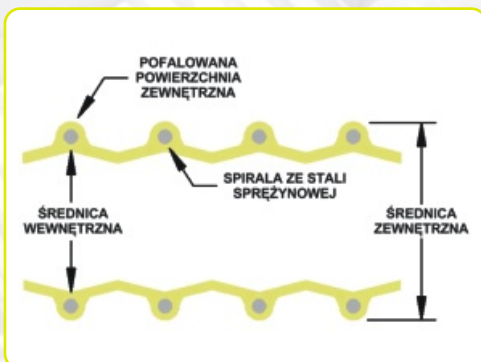 POFALOWANA
POWIERZCHNIA
ZEWNĘTRZNA
SPIRALA ZE STALI
SPRĘŻYNOWEJ
ŚREDNICA
WEWNĘTRZNA
ŚREDNICA
ZEWNĘTRZNA